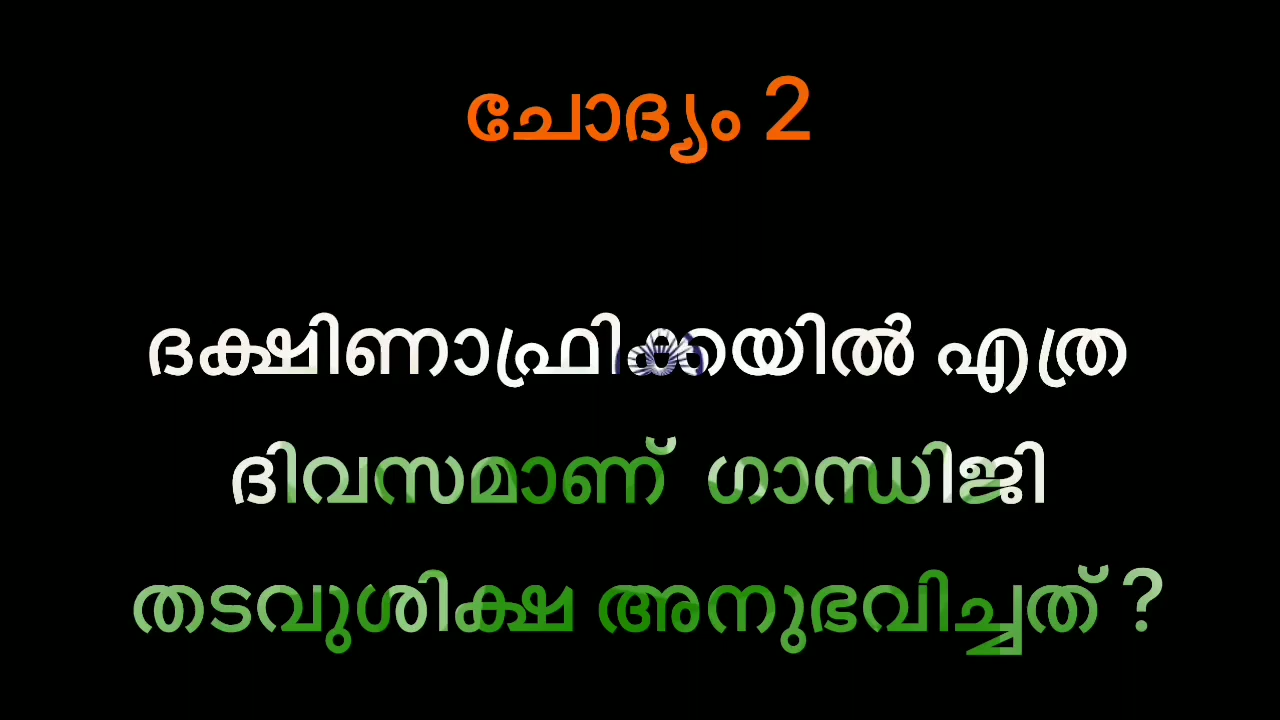 ചോദ്യം 2
ദക്ഷിണാഫ്രിക്കയിൽ എത്ര
ദിവസമാണ് ഗാന്ധിജി
തടവുശിക്ഷ അനുഭവിച്ചത് ?